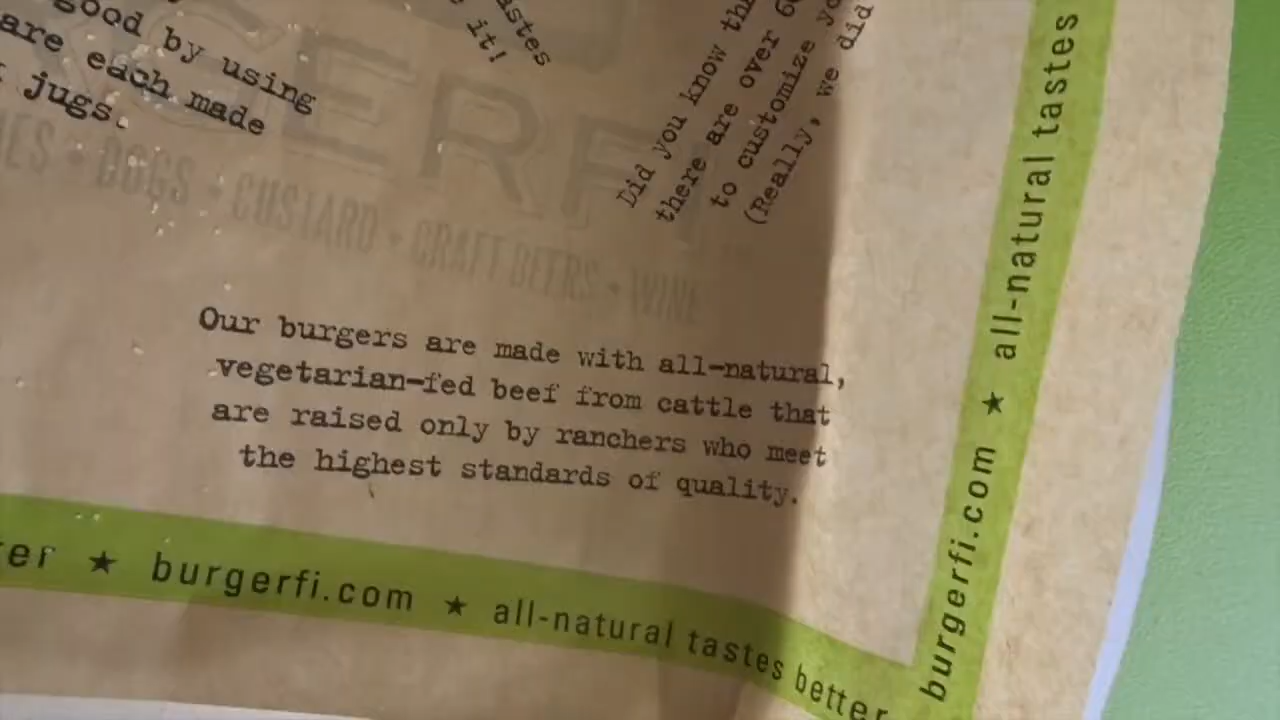 good by using
are each made
jugs.
tastes
it!
Did you know
there are over
to customize
(Really, we did
ERFI
DOGS • CUSTARD • CRAFT BEERS • WINE
Our burgers are made with all-natural,
vegetarian-fed beef from cattle that
are raised only by ranchers who meet
the highest standards of quality.
★ burgerfi.com ★ all-natural tastes better
burgerfi.com ★ all-natural tastes